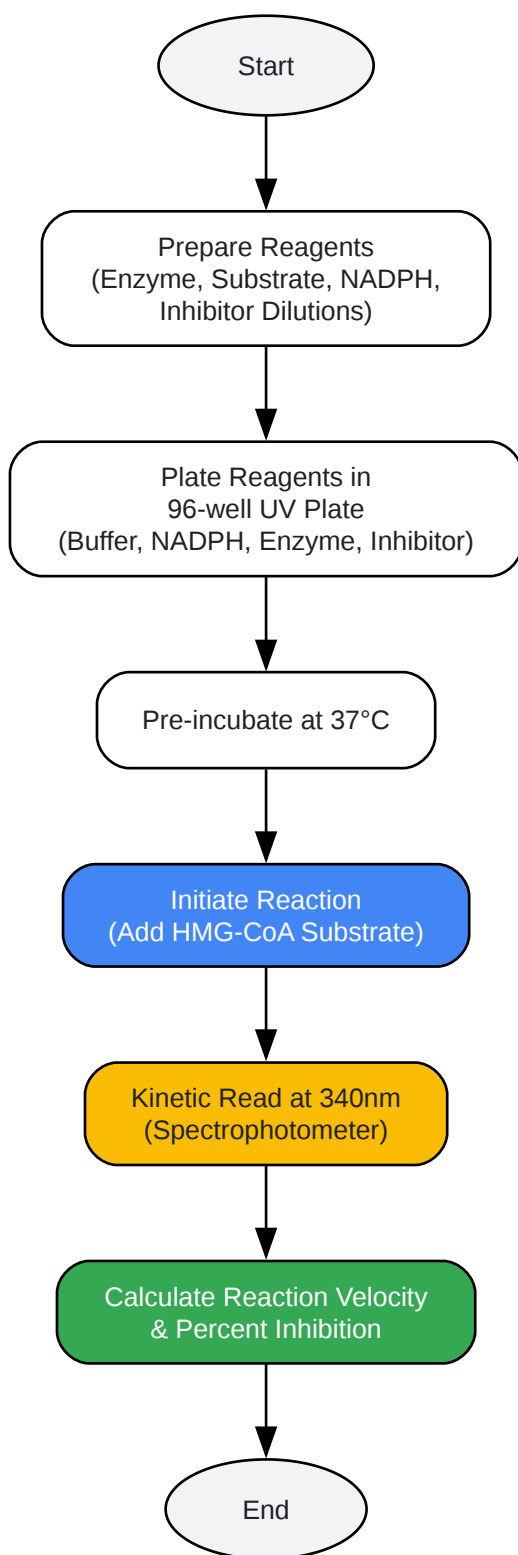 Start
Prepare Reagents
(Enzyme, Substrate, NADPH,
Inhibitor Dilutions)
Plate Reagents in
96-well UV Plate
(Buffer, NADPH, Enzyme, Inhibitor)
Pre-incubate at 37°C
Initiate Reaction
(Add HMG-CoA Substrate)
Kinetic Read at 340nm
(Spectrophotometer)
Calculate Reaction Velocity
& Percent Inhibition
End